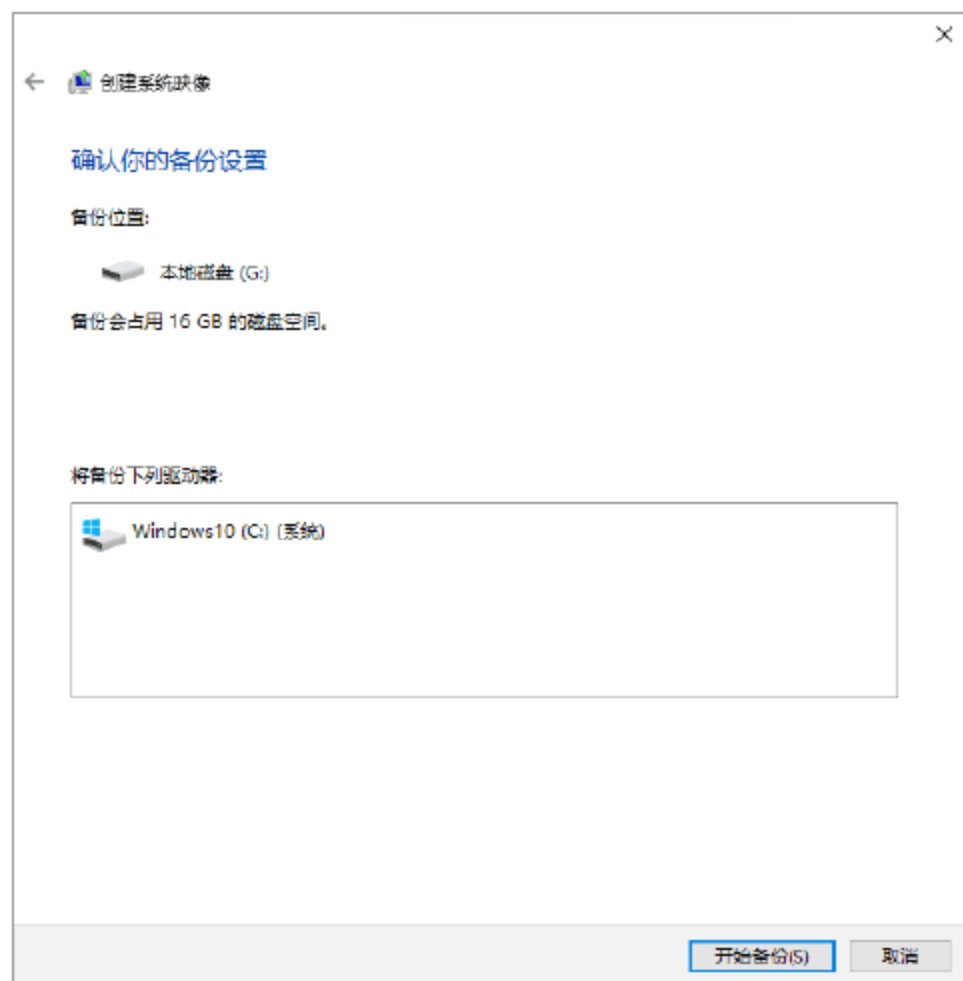 创建系统映像
确认你的备份设置
备份位置:
本地磁盘 (G:)
备份会占用 16 GB 的磁盘空间。
将备份下列驱动器:
Windows10 (C:) (系统)
开始备份(S)
取消